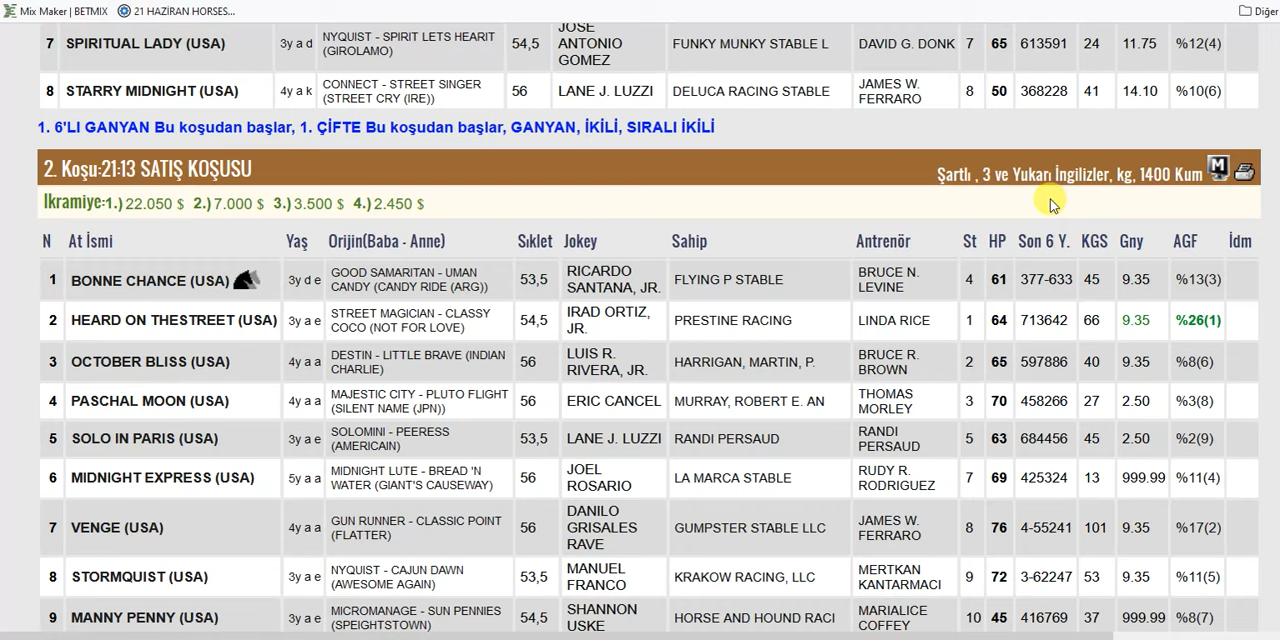 Mix Maker | BETMIX 21 HAZİRAN HORSES... Diğer
7 SPIRITUAL LADY (USA) 3y a d NYQUIST - SPIRIT LETS HEARIT (GIROLAMO) 54,5 JOSE ANTONIO GOMEZ FUNKY MUNKY STABLE L DAVID G. DONK 7 65 613591 24 11.75 %12(4)
8 STARRY MIDNIGHT (USA) 4y a k CONNECT - STREET SINGER (STREET CRY (IRE)) 56 LANE J. LUZZI DELUCA RACING STABLE JAMES W. FERRARO 8 50 368228 41 14.10 %10(6)
1. 6'LI GANYAN Bu koşudan başlar, 1. ÇİFTE Bu koşudan başlar, GANYAN, İKİLİ, SIRALI İKİLİ
2. Koşu:21:13 SATIŞ KOŞUSU Şartlı , 3 ve Yukarı İngilizler, kg, 1400 Kum M
Ikramiye:1.) 22.050 $ 2.) 7.000 $ 3.) 3.500 $ 4.) 2.450 $
N At İsmi Yaş Orijin(Baba - Anne) Sıklet Jokey Sahip Antrenör St HP Son 6 Y. KGS Gny AGF İdm
1 BONNE CHANCE (USA) 3y d e GOOD SAMARITAN - UMAN CANDY (CANDY RIDE (ARG)) 53,5 RICARDO SANTANA, JR. FLYING P STABLE BRUCE N. LEVINE 4 61 377-633 45 9.35 %13(3)
2 HEARD ON THESTREET (USA) 3y a e STREET MAGICIAN - CLASSY COCO (NOT FOR LOVE) 54,5 IRAD ORTIZ, JR. PRESTINE RACING LINDA RICE 1 64 713642 66 9.35 %26(1)
3 OCTOBER BLISS (USA) 4y a a DESTIN - LITTLE BRAVE (INDIAN CHARLIE) 56 LUIS R. RIVERA, JR. HARRIGAN, MARTIN, P. BRUCE R. BROWN 2 65 597886 40 9.35 %8(6)
4 PASCHAL MOON (USA) 4y a a MAJESTIC CITY - PLUTO FLIGHT (SILENT NAME (JPN)) 56 ERIC CANCEL MURRAY, ROBERT E. AN THOMAS MORLEY 3 70 458266 27 2.50 %3(8)
5 SOLO IN PARIS (USA) 3y a e SOLOMINI - PEERESS (AMERICAIN) 53,5 LANE J. LUZZI RANDI PERSAUD RANDI PERSAUD 5 63 684456 45 2.50 %2(9)
6 MIDNIGHT EXPRESS (USA) 5y a a MIDNIGHT LUTE - BREAD 'N WATER (GIANT'S CAUSEWAY) 56 JOEL ROSARIO LA MARCA STABLE RUDY R. RODRIGUEZ 7 69 425324 13 999.99 %11(4)
7 VENGE (USA) 4y a a GUN RUNNER - CLASSIC POINT (FLATTER) 56 DANILO GRISALES RAVE GUMPSTER STABLE LLC JAMES W. FERRARO 8 76 4-55241 101 9.35 %17(2)
8 STORMQUIST (USA) 3y a e NYQUIST - CAJUN DAWN (AWESOME AGAIN) 53,5 MANUEL FRANCO KRAKOW RACING, LLC MERTKAN KANTARMACI 9 72 3-62247 53 9.35 %11(5)
9 MANNY PENNY (USA) 3y a e MICROMANAGE - SUN PENNIES (SPEIGHTSTOWN) 54,5 SHANNON USKE HORSE AND HOUND RACI MARIALICE COFFEY 10 45 416769 37 999.99 %8(7)